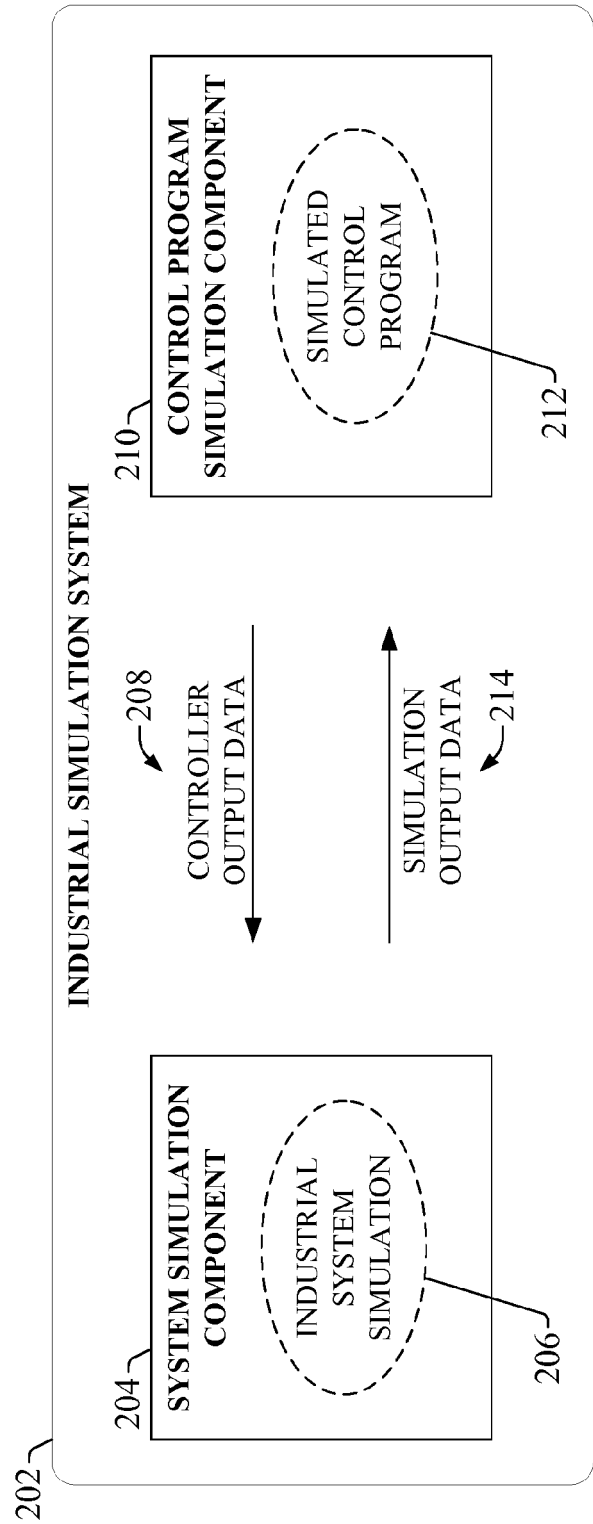 202
INDUSTRIAL SIMULATION SYSTEM
204
SYSTEM SIMULATION
COMPONENT
INDUSTRIAL
SYSTEM
SIMULATION
206
208
CONTROLLER
OUTPUT DATA
SIMULATION
OUTPUT DATA
214
210
CONTROL PROGRAM
SIMULATION COMPONENT
SIMULATED
CONTROL
PROGRAM
212